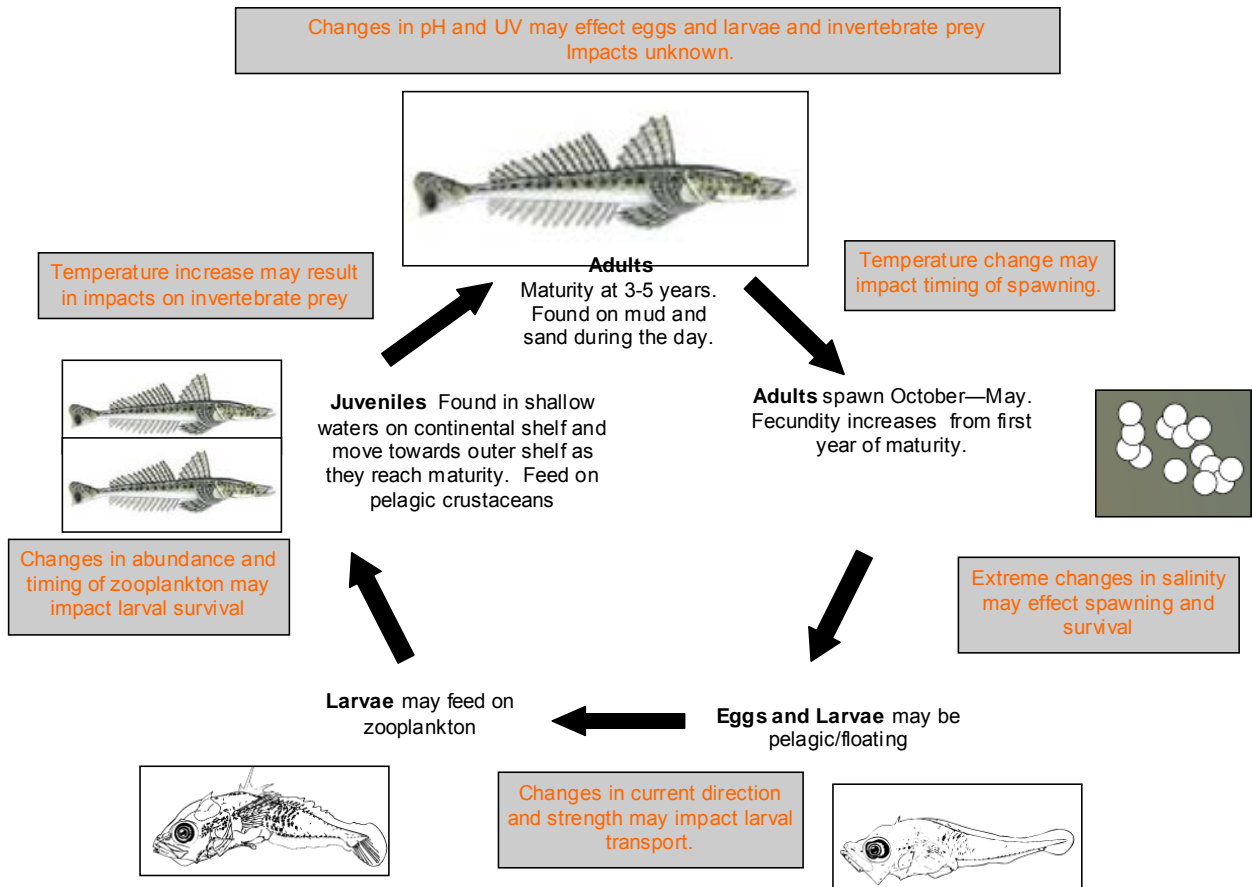 Changes in pH and UV may effect eggs and larvae and invertebrate prey
Impacts unknown.
Adults
Maturity at 3-5 years.
Found on mud and
sand during the day.
Temperature change may
impact timing of spawning.
Adults spawn October—May.
Fecundity increases from first
year of maturity.
Extreme changes in salinity
may effect spawning and
survival
Eggs and Larvae may be
pelagic/floating
Changes in current direction
and strength may impact larval
transport.
Larvae may feed on
zooplankton
Changes in abundance and
timing of zooplankton may
impact larval survival
Juveniles Found in shallow
waters on continental shelf and
move towards outer shelf as
they reach maturity. Feed on
pelagic crustaceans
Temperature increase may result
in impacts on invertebrate prey